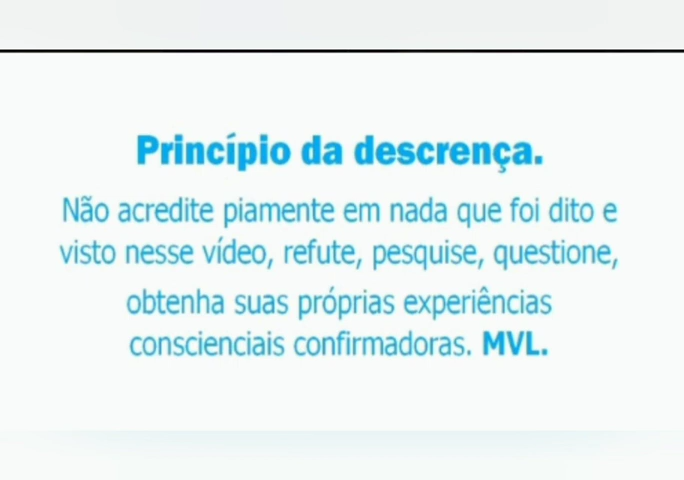 Princípio da descrença.
Não acredite piamente em nada que foi dito e
visto nesse vídeo, refute, pesquise, questione,
obtenha suas próprias experiências
conscienciais confirmadoras. MVL.